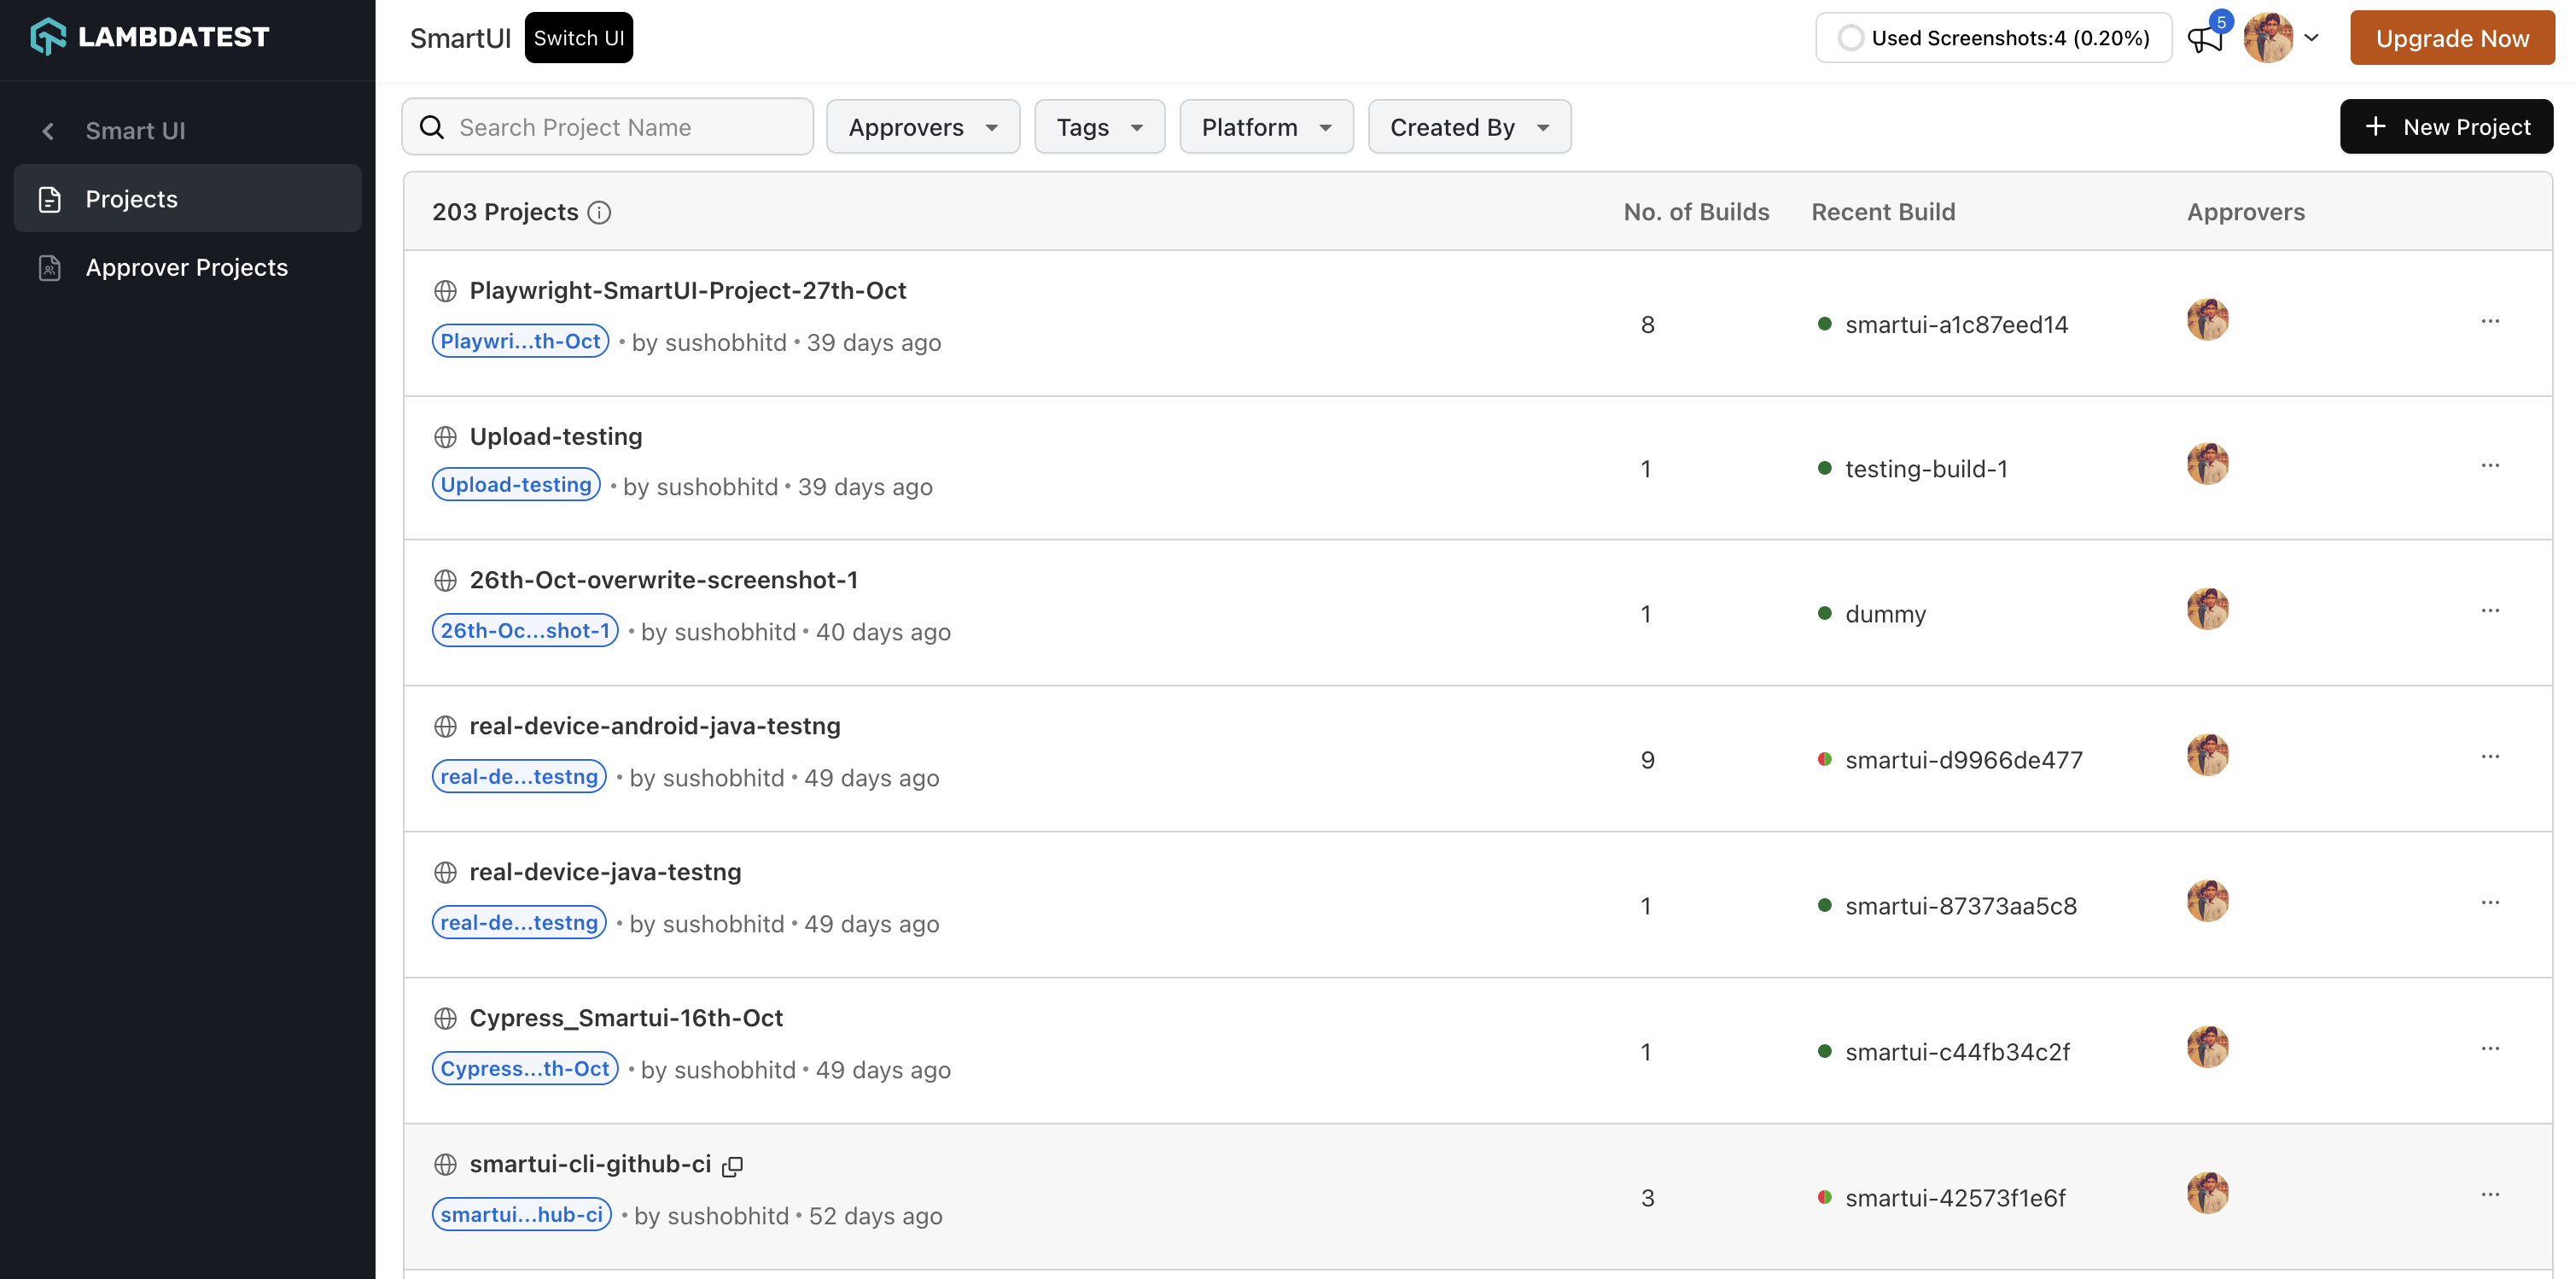 LAMBDATEST
SmartUI Switch UI Used Screenshots:4 (0.20%) 5 Upgrade Now
Smart UI
Projects
Approver Projects
Search Project Name Approvers Tags Platform Created By + New Project
203 Projects No. of Builds Recent Build Approvers
Playwright-SmartUI-Project-27th-Oct
Playwri...th-Oct • by sushobhitd • 39 days ago 8 smartui-a1c87eed14 ...
Upload-testing
Upload-testing • by sushobhitd • 39 days ago 1 testing-build-1 ...
26th-Oct-overwrite-screenshot-1
26th-Oc...shot-1 • by sushobhitd • 40 days ago 1 dummy ...
real-device-android-java-testng
real-de...testng • by sushobhitd • 49 days ago 9 smartui-d9966de477 ...
real-device-java-testng
real-de...testng • by sushobhitd • 49 days ago 1 smartui-87373aa5c8 ...
Cypress_Smartui-16th-Oct
Cypress...th-Oct • by sushobhitd • 49 days ago 1 smartui-c44fb34c2f ...
smartui-cli-github-ci
smartui...hub-ci • by sushobhitd • 52 days ago 3 smartui-42573f1e6f ...